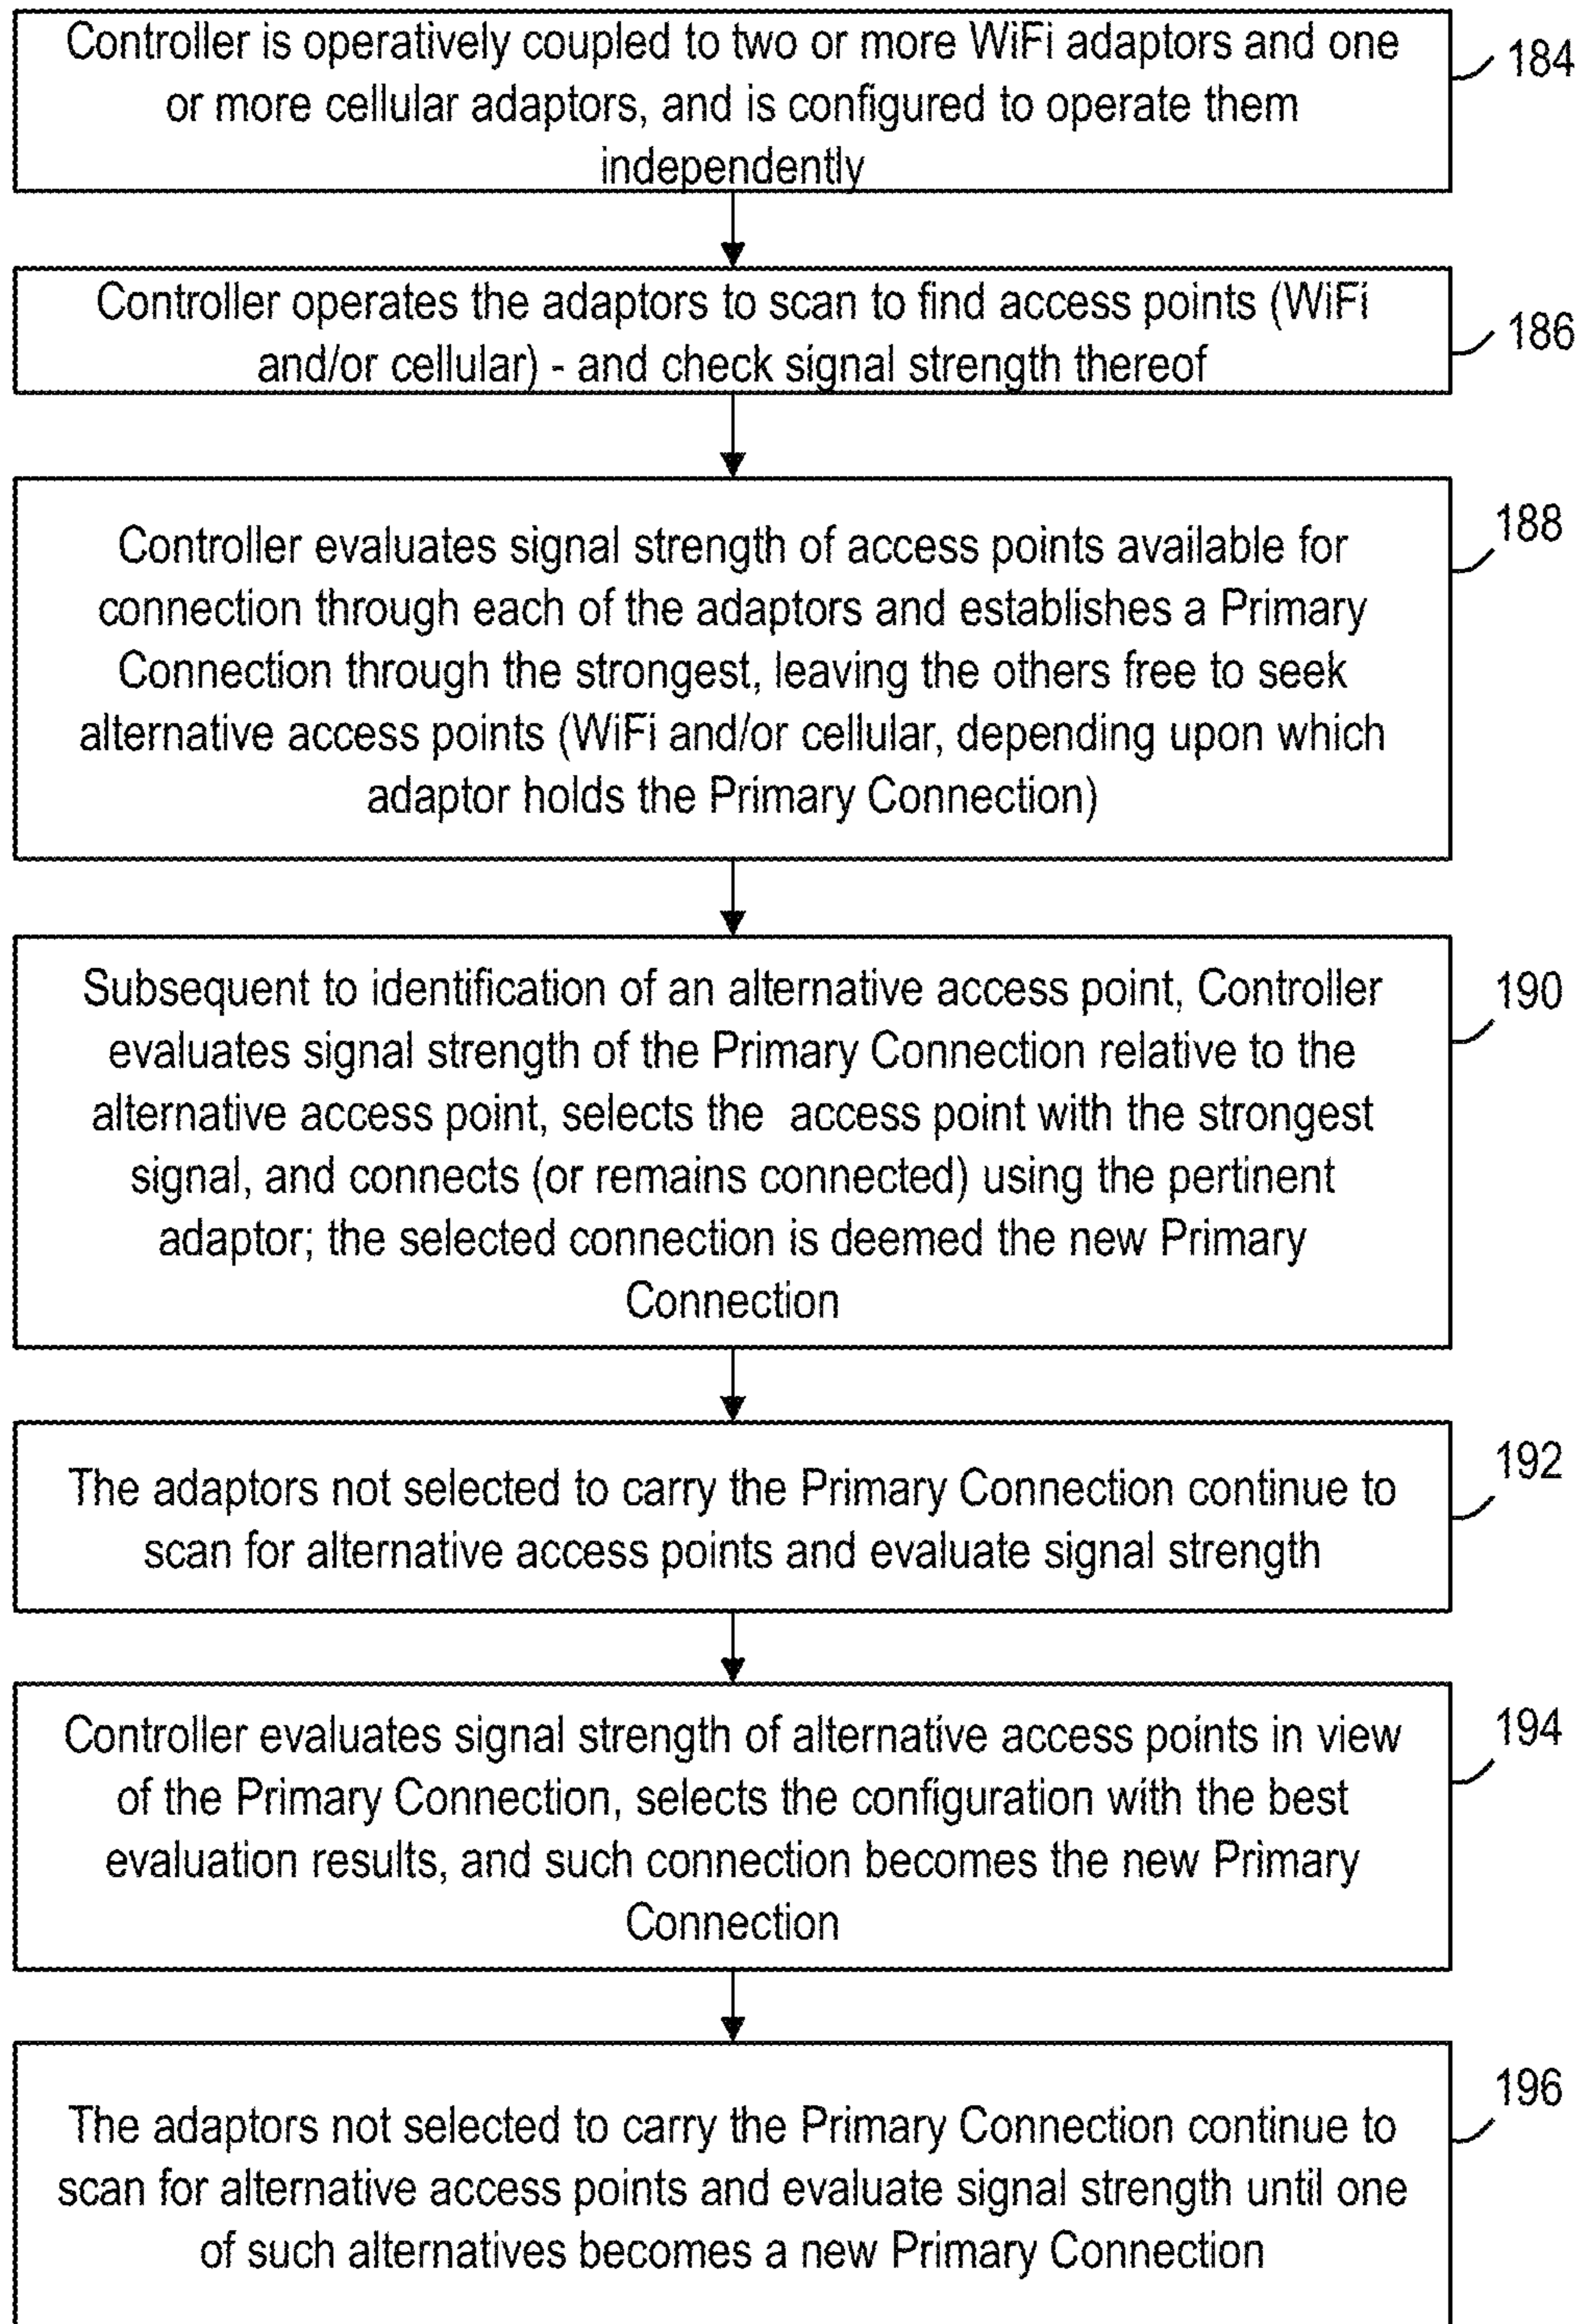 Controller is operatively coupled to two or more WiFi adaptors and one
or more cellular adaptors, and is configured to operate them
independently
184
Controller operates the adaptors to scan to find access points (WiFi
and/or cellular) - and check signal strength thereof
186
Controller evaluates signal strength of access points available for
connection through each of the adaptors and establishes a Primary
Connection through the strongest, leaving the others free to seek
alternative access points (WiFi and/or cellular, depending upon which
adaptor holds the Primary Connection)
188
Subsequent to identification of an alternative access point, Controller
evaluates signal strength of the Primary Connection relative to the
alternative access point, selects the access point with the strongest
signal, and connects (or remains connected) using the pertinent
adaptor; the selected connection is deemed the new Primary
Connection
190
The adaptors not selected to carry the Primary Connection continue to
scan for alternative access points and evaluate signal strength
192
Controller evaluates signal strength of alternative access points in view
of the Primary Connection, selects the configuration with the best
evaluation results, and such connection becomes the new Primary
Connection
194
The adaptors not selected to carry the Primary Connection continue to
scan for alternative access points and evaluate signal strength until one
of such alternatives becomes a new Primary Connection
196